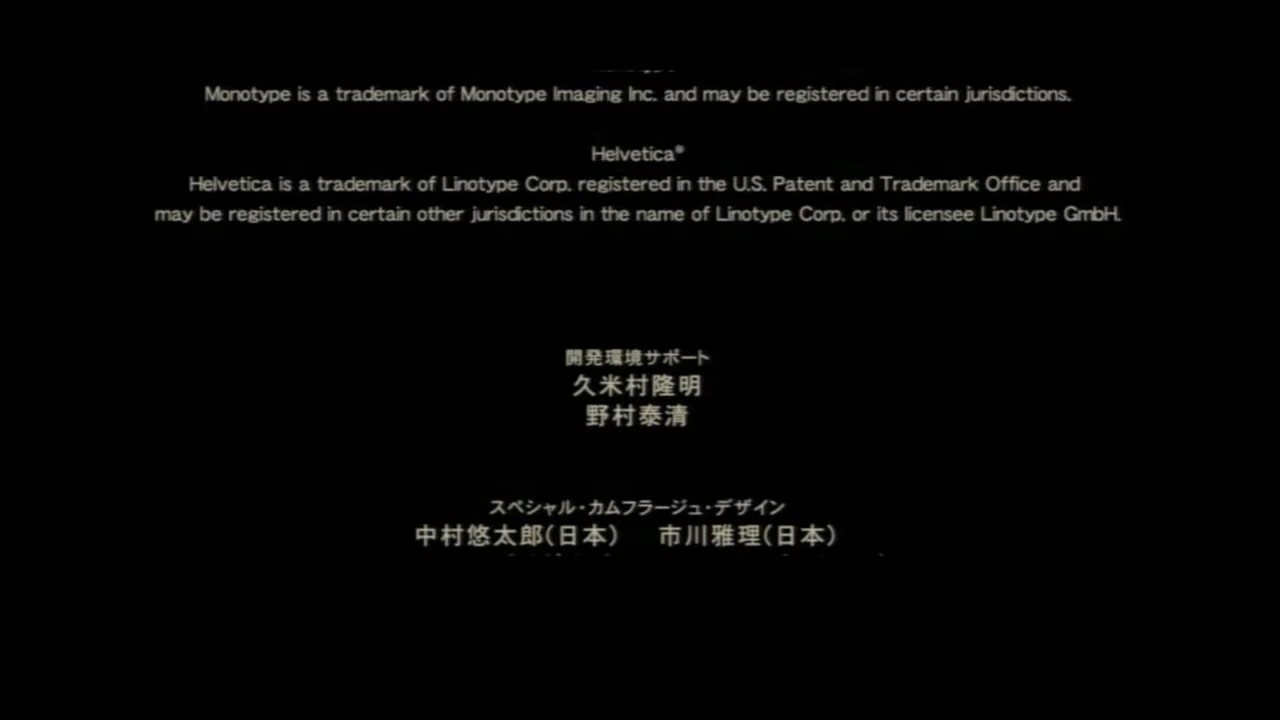 Monotype is a trademark of Monotype Imaging Inc. and may be registered in certain jurisdictions.
Helvetica®
Helvetica is a trademark of Linotype Corp. registered in the U.S. Patent and Trademark Office and
may be registered in certain other jurisdictions in the name of Linotype Corp. or its licensee Linotype GmbH.
開発環境サポート
久米村隆明
野村泰清
スペシャル・カムフラージュ・デザイン
中村悠太郎(日本) 市川雅理(日本)